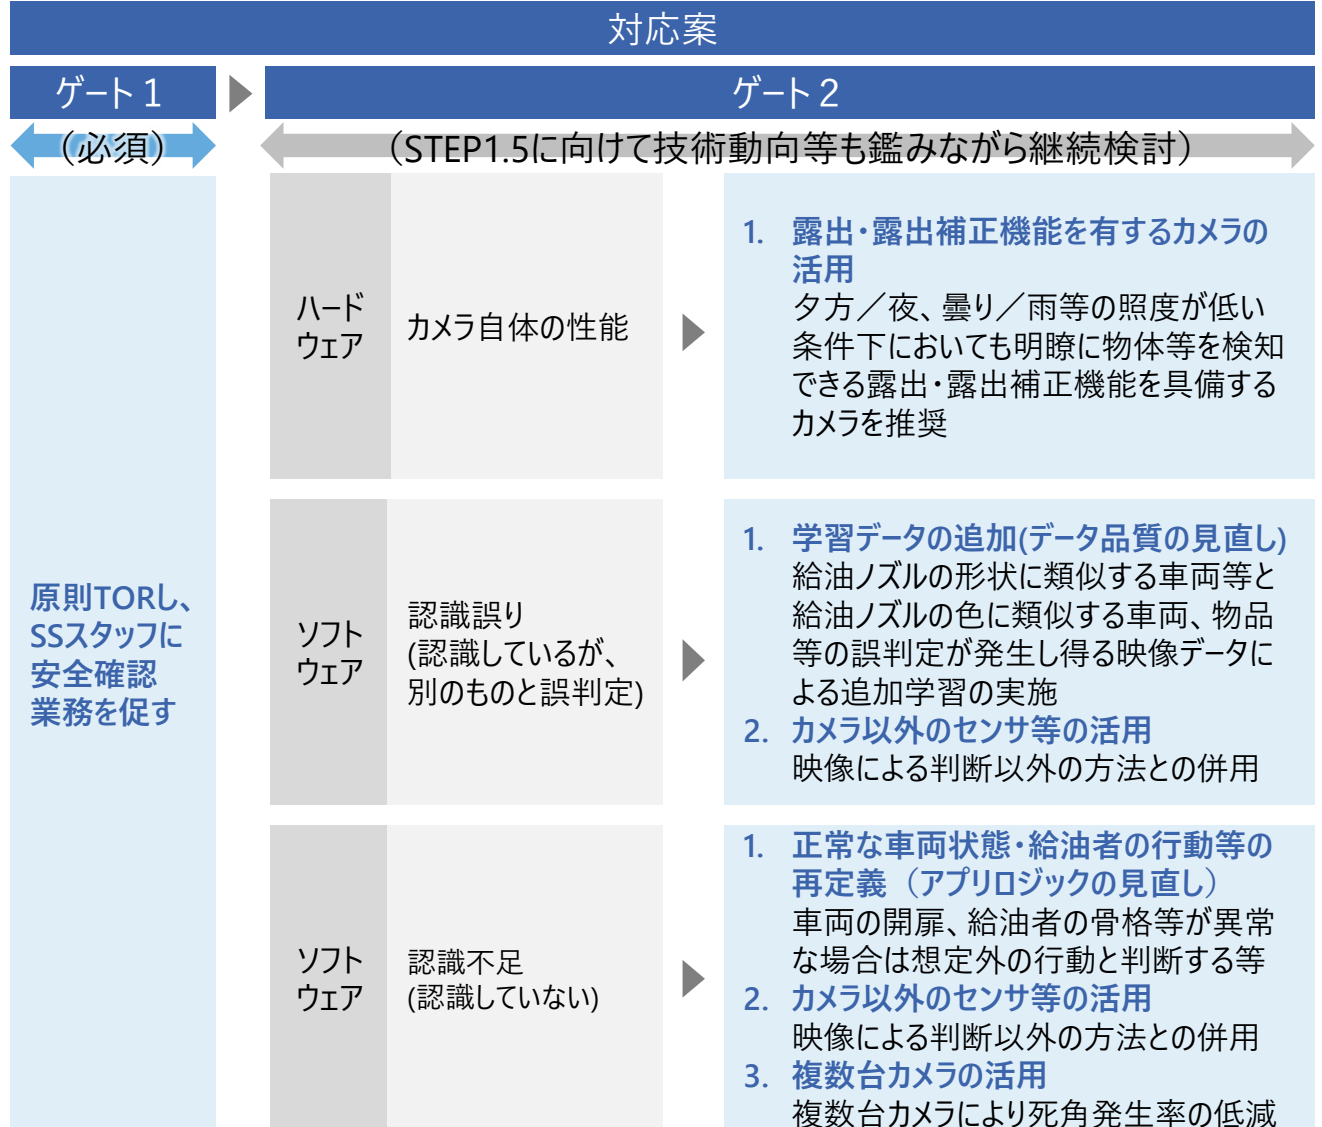 対応案
ゲート１
ゲート２
（必須）
（STEP1.5に向けて技術動向等も鑑みながら継続検討）
原則TORし、
SSスタッフに
安全確認
業務を促す
ハード
ウェア
カメラ自体の性能
1. 露出・露出補正機能を有するカメラの
活用
夕方／夜、曇り／雨等の照度が低い
条件下においても明瞭に物体等を検知
できる露出・露出補正機能を具備する
カメラを推奨
ソフト
ウェア
認識誤り
(認識しているが、
別のものと誤判定)
1. 学習データの追加(データ品質の見直し)
給油ノズルの形状に類似する車両等と
給油ノズルの色に類似する車両、物品
等の誤判定が発生し得る映像データに
よる追加学習の実施
2. カメラ以外のセンサ等の活用
映像による判断以外の方法との併用
ソフト
ウェア
認識不足
(認識していない)
1. 正常な車両状態・給油者の行動等の
再定義（アプリロジックの見直し）
車両の開扉、給油者の骨格等が異常
な場合は想定外の行動と判断する等
2. カメラ以外のセンサ等の活用
映像による判断以外の方法との併用
3. 複数台カメラの活用
複数台カメラにより死角発生率の低減